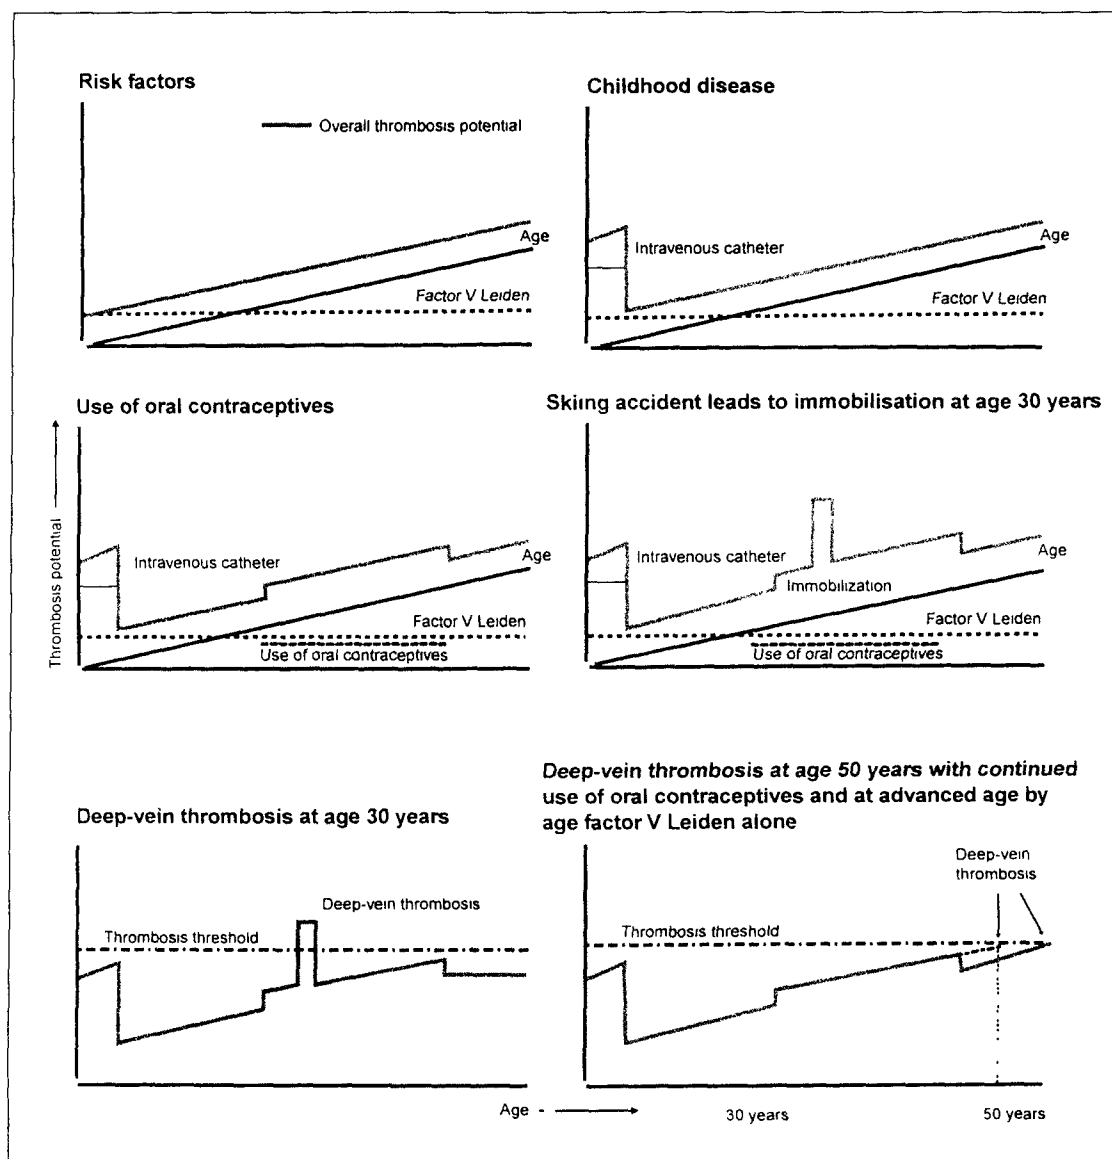 Risk factors
Overall thrombosis potential
Age
Factor V Leiden
Childhood disease
Intravenous catheter
Age
Factor V Leiden
Use of oral contraceptives
Thrombosis potential
Intravenous catheter
Age
Factor V Leiden
Use of oral contraceptives
Skiing accident leads to immobilisation at age 30 years
Intravenous catheter
Age
Immobilization
Factor V Leiden
Use of oral contraceptives
Deep-vein thrombosis at age 30 years
Deep-vein thrombosis
Thrombosis threshold
Deep-vein thrombosis at age 50 years with continued
use of oral contraceptives and at advanced age by
age factor V Leiden alone
Deep-vein
thrombosis
Thrombosis threshold
Age
30 years
50 years